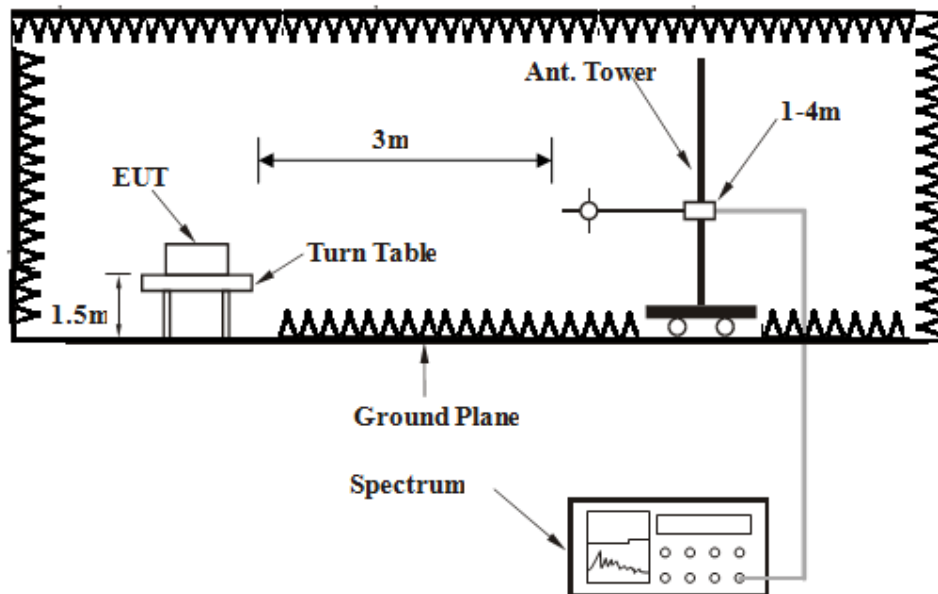 Ant. Tower
1-4m
3m
EUT
Turn Table
1.5m
Ground Plane
Spectrum